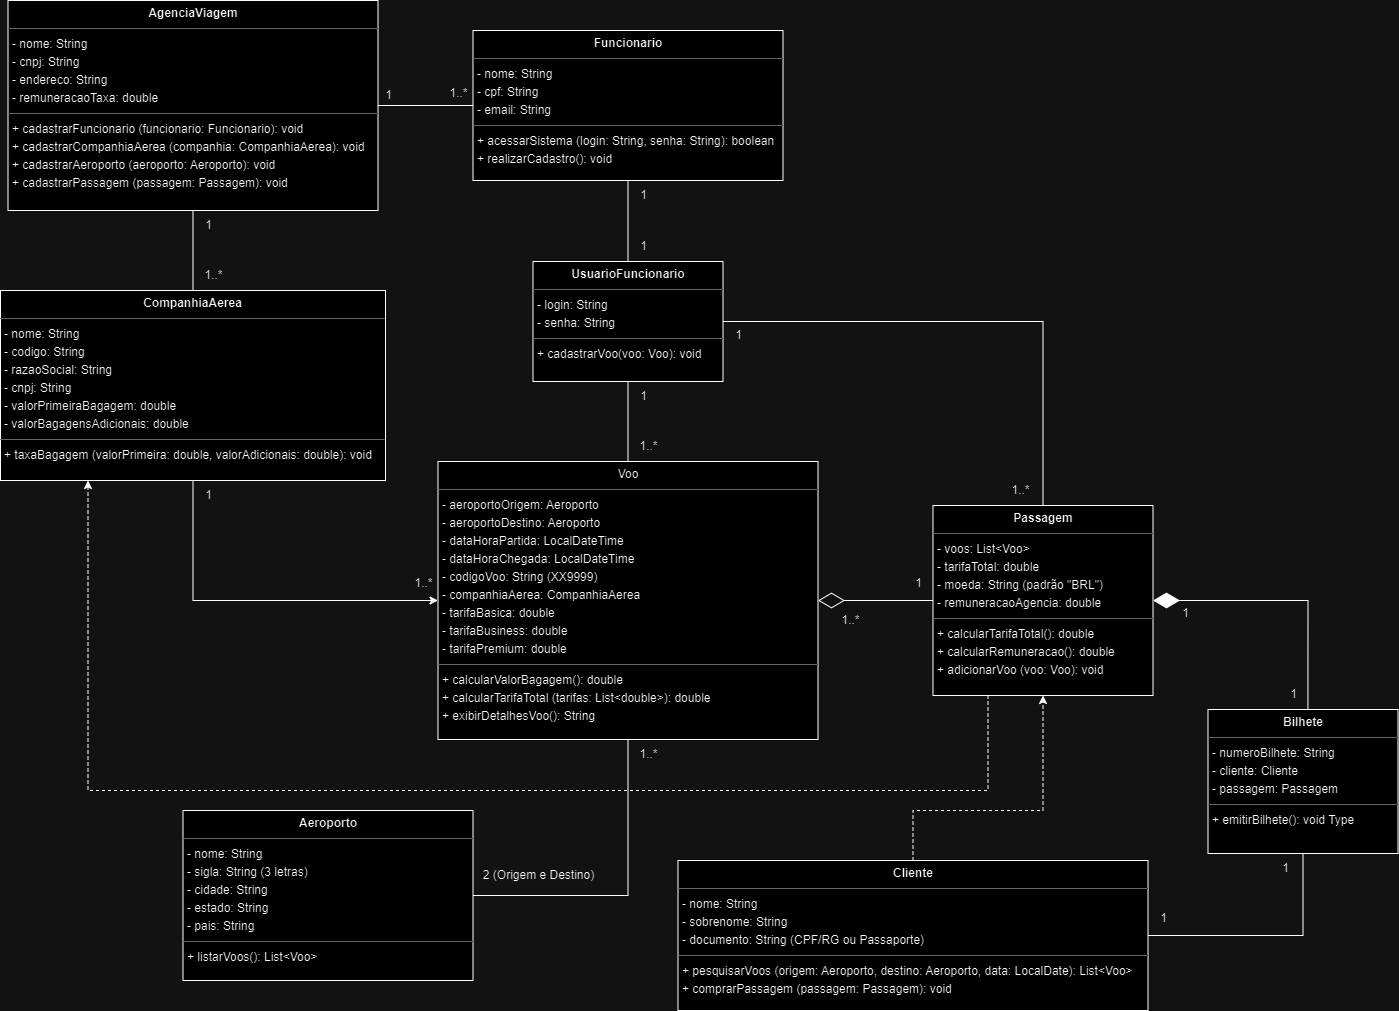 AgenciaViagem
- nome: String
- cnpj: String
- endereco: String
- remuneracaoTaxa: double
+ cadastrarFuncionario (funcionario: Funcionario): void
+ cadastrarCompanhiaAerea (companhia: CompanhiaAerea): void
+ cadastrarAeroporto (aeroporto: Aeroporto): void
+ cadastrarPassagem (passagem: Passagem): void
1
1..*
Funcionario
- nome: String
- cpf: String
- email: String
+ acessarSistema (login: String, senha: String): boolean
+ realizarCadastro(): void
1
1..*
1
1
CompanhiaAerea
- nome: String
- codigo: String
- razaoSocial: String
- cnpj: String
- valorPrimeiraBagagem: double
- valorBagagensAdicionais: double
+ taxaBagagem (valorPrimeira: double, valorAdicionais: double): void
UsuarioFuncionario
- login: String
- senha: String
+ cadastrarVoo(voo: Voo): void
1
1
1..*
1..*
1
1..*
Voo
- aeroportoOrigem: Aeroporto
- aeroportoDestino: Aeroporto
- dataHoraPartida: LocalDateTime
- dataHoraChegada: LocalDateTime
- codigoVoo: String (XX9999)
- companhiaAerea: CompanhiaAerea
- tarifaBasica: double
- tarifaBusiness: double
- tarifaPremium: double
+ calcularValorBagagem(): double
+ calcularTarifaTotal (tarifas: List<double>): double
+ exibirDetalhesVoo(): String
1
1..*
Passagem
- voos: List<Voo>
- tarifaTotal: double
- moeda: String (padrão "BRL")
- remuneracaoAgencia: double
+ calcularTarifaTotal(): double
+ calcularRemuneracao(): double
+ adicionarVoo (voo: Voo): void
1
1
Bilhete
- numeroBilhete: String
- cliente: Cliente
- passagem: Passagem
+ emitirBilhete(): void Type
1..*
Aeroporto
- nome: String
- sigla: String (3 letras)
- cidade: String
- estado: String
- pais: String
+ listarVoos(): List<Voo>
2 (Origem e Destino)
Cliente
- nome: String
- sobrenome: String
- documento: String (CPF/RG ou Passaporte)
+ pesquisarVoos (origem: Aeroporto, destino: Aeroporto, data: LocalDate): List<Voo>
+ comprarPassagem (passagem: Passagem): void
1
1